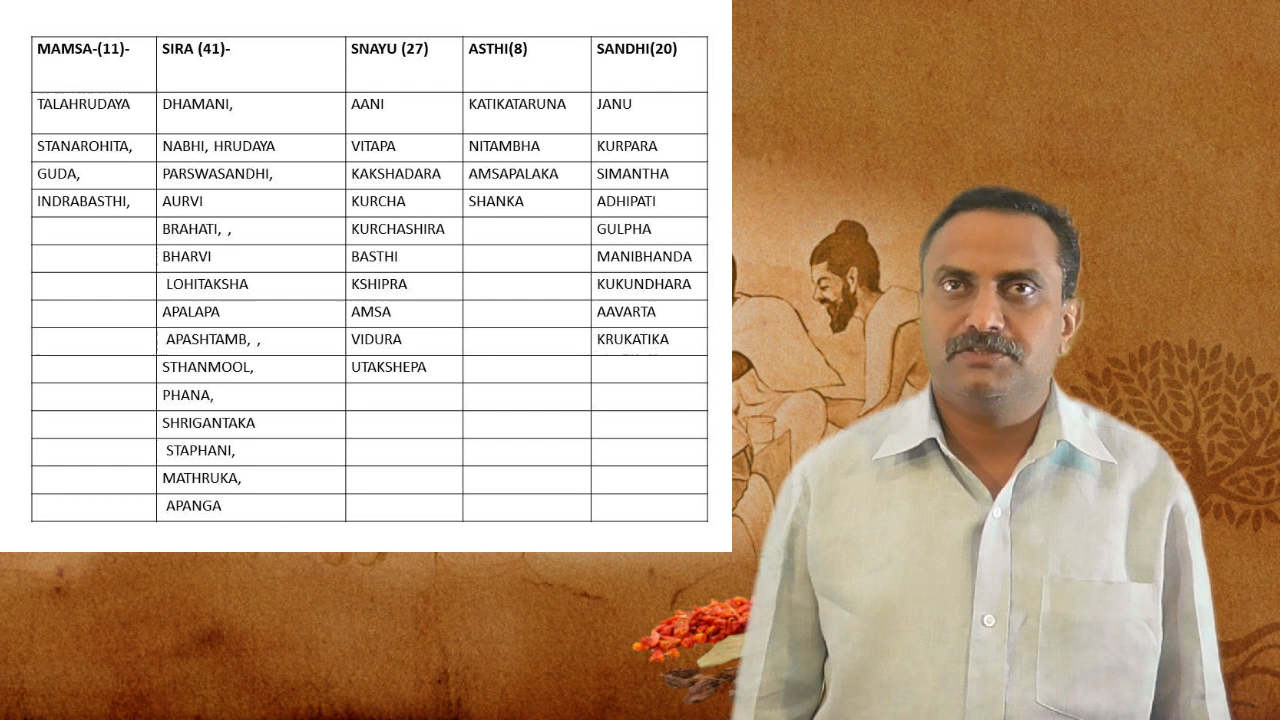 MAMSA-(11)- SIRA (41)- SNAYU (27) ASTHI(8) SANDHI(20)
TALAHRUDAYA DHAMANI, AANI KATIKATARUNA JANU
STANAROHITA, NABHI, HRUDAYA VITAPA NITAMBHA KURPARA
GUDA, PARSWASANDHI, KAKSHADARA AMSAPALAKA SIMANTHA
INDRABASTHI, AURVI KURCHA SHANKA ADHIPATI
BRAHATI, , KURCHASHIRA GULPHA
BHARVI BASTHI MANIBHANDA
LOHITAKSHA KSHIPRA KUKUNDHARA
APALAPA AMSA AAVARTA
APASHTAMB, , VIDURA KRUKATIKA
STHANMOOL, UTAKSHEPA
PHANA,
SHRIGANTAKA
STAPHANI,
MATHRUKA,
APANGA